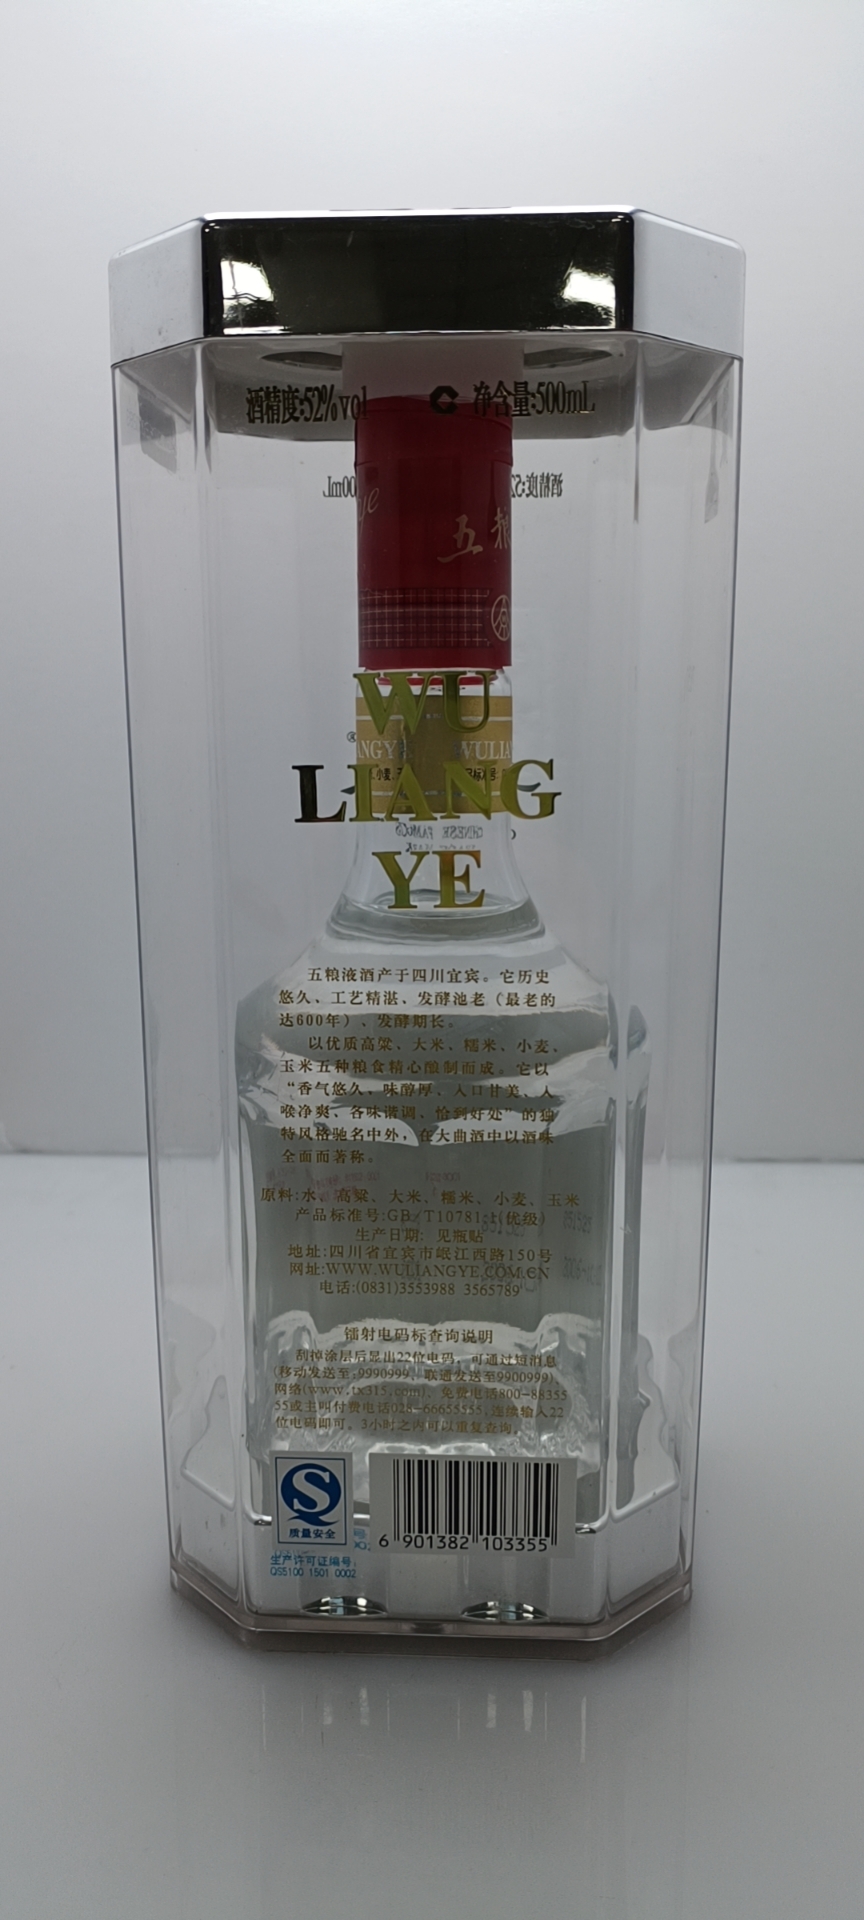 酒精度:52%vol 净含量:500mL
五粮
WU
LIANG
YE
五粮液酒产于四川宜宾。它历史
悠久、工艺精湛、发酵池老（最老的
达600年）、发酵期长。
以优质高粱、大米、糯米、小麦、
玉米五种粮食精心酿制而成。它以
“香气悠久、味醇厚、入口甘美、入
喉净爽、各味谐调、恰到好处”的独
特风格驰名中外，在大曲酒中以酒味
全面而著称。
原料:水、高粱、大米、糯米、小麦、玉米
产品标准号:GB/T10781.1(优级)
生产日期: 见瓶贴
地址:四川省宜宾市岷江西路150号
网址:WWW.WULIANGYE.COM.CN
电话:(0831)3553988 3565789
镭射电码标查询说明
刮掉涂层后显出22位电码，可通过短消息
(移动发送至:9990999，联通发送至9900999)、
网络(www.tx315.com)、免费电话800-88355
55或主叫付费电话028-66655555，连续输入22
位电码即可。3小时之内可以重复查询。
质量安全
6 901382 103355
生产许可证编号:
QS5100 1501 0002